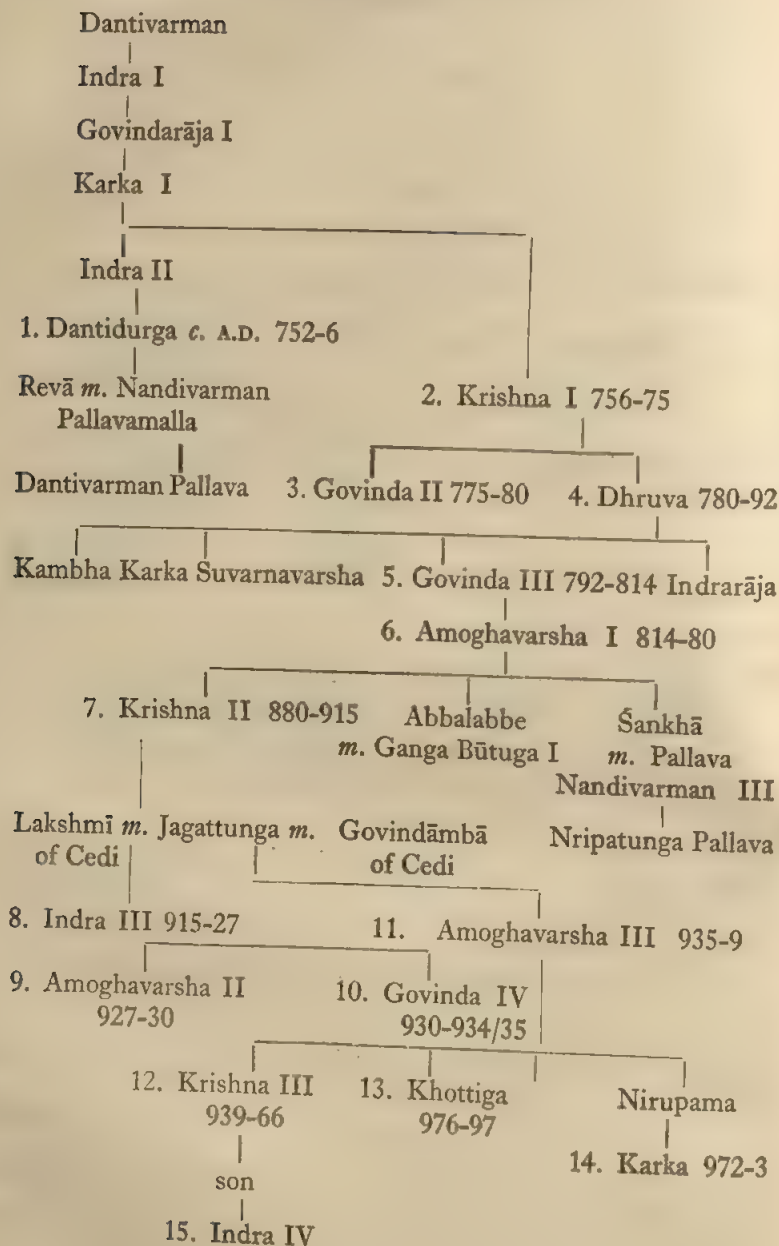 Dantivarman
Indra I
Govindarāja I
Karka I
Indra II
1. Dantidurga c. A.D. 752-6
Revā m. Nandivarman
Pallavamalla
2. Krishna I 756-75
Dantivarman Pallava 3. Govinda II 775-80 4. Dhruva 780-92
Kambha Karka Suvarnavarsha 5. Govinda III 792-814 Indrarāja
6. Amoghavarsha I 814-80
7. Krishna II 880-915 Abbalabbe Śankhā
m. Ganga Būtuga I m. Pallava
Nandivarman III
Lakshmī m. Jagattunga m. Govindāmbā Nripatunga Pallava
of Cedi of Cedi
8. Indra III 915-27 11. Amoghavarsha III 935-9
9. Amoghavarsha II 10. Govinda IV
927-30 930-934/35
12. Krishna III 13. Khottiga Nirupama
939-66 976-97
14. Karka 972-3
son
15. Indra IV